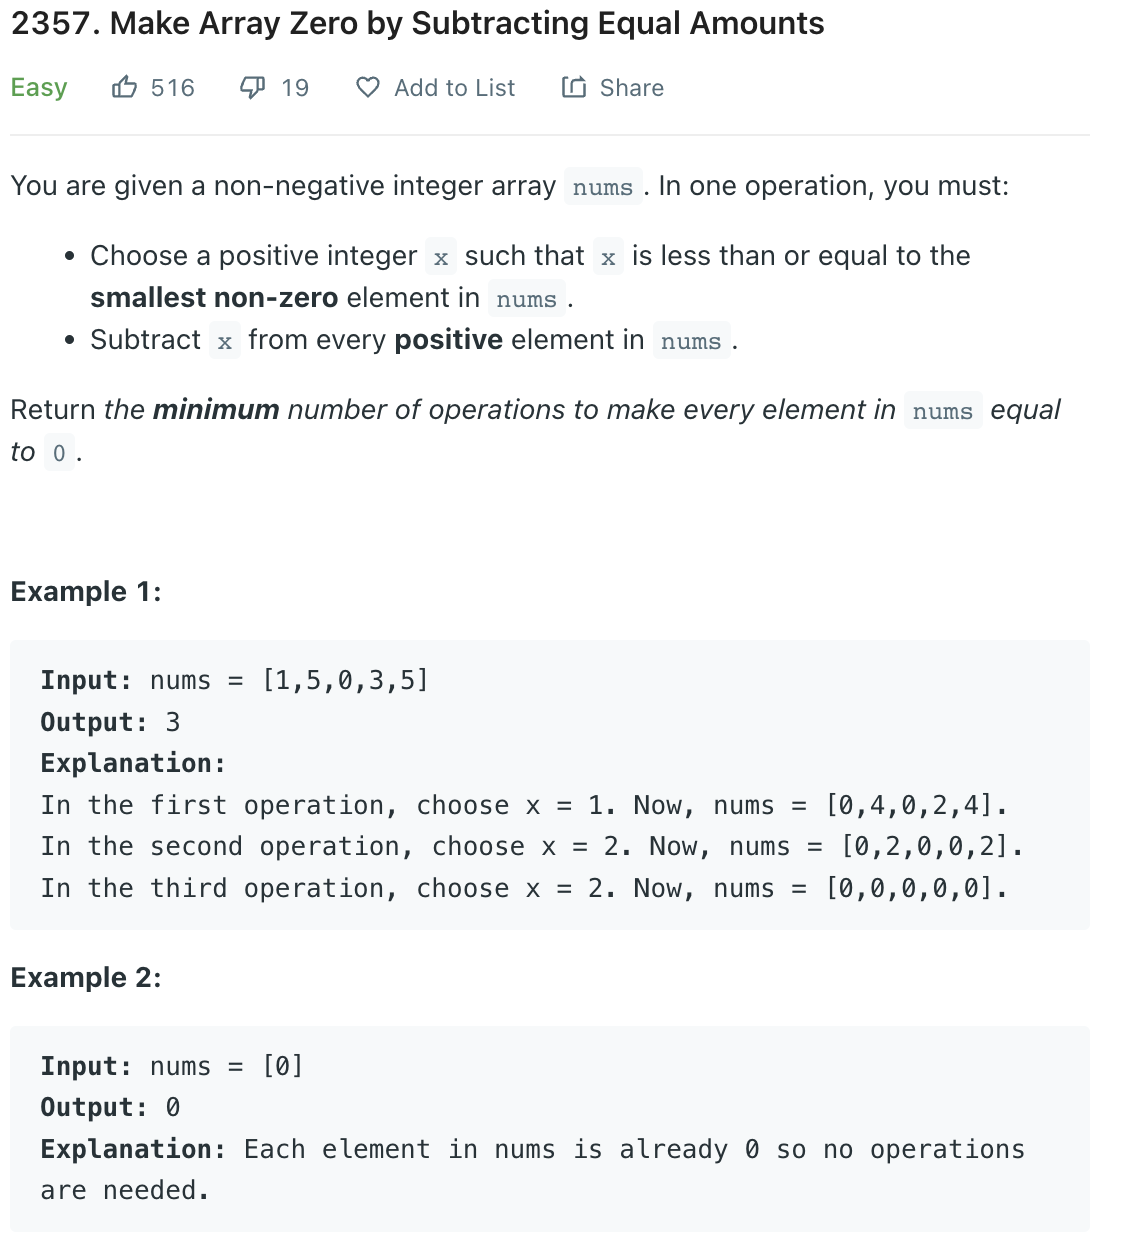 2357. Make Array Zero by Subtracting Equal Amounts
Easy 516 19 Add to List Share
You are given a non-negative integer array nums . In one operation, you must:
• Choose a positive integer x such that x is less than or equal to the
smallest non-zero element in nums .
• Subtract x from every positive element in nums .
Return the minimum number of operations to make every element in nums equal
to 0 .
Example 1:
Input: nums = [1,5,0,3,5]
Output: 3
Explanation:
In the first operation, choose x = 1. Now, nums = [0,4,0,2,4].
In the second operation, choose x = 2. Now, nums = [0,2,0,0,2].
In the third operation, choose x = 2. Now, nums = [0,0,0,0,0].
Example 2:
Input: nums = [0]
Output: 0
Explanation: Each element in nums is already 0 so no operations
are needed.